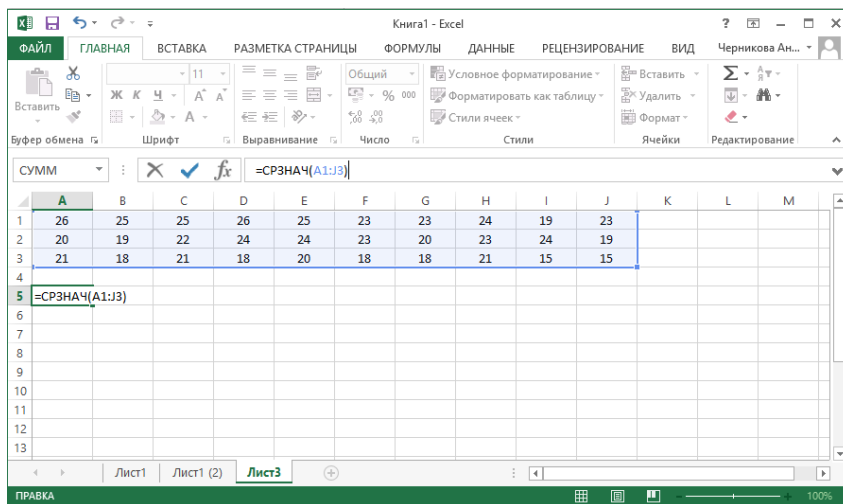 Книга1 - Excel
?
ФАЙЛ ГЛАВНАЯ ВСТАВКА РАЗМЕТКА СТРАНИЦЫ ФОРМУЛЫ ДАННЫЕ РЕЦЕНЗИРОВАНИЕ ВИД Черникова Ан...
11 Общий Условное форматирование Вставить Σ
Вставить Ж К Ч % 000 Форматировать как таблицу Удалить
Стили ячеек Формат
Буфер обмена Шрифт Выравнивание Число Стили Ячейки Редактирование
СУММ fx =СРЗНАЧ(A1:J3)
A B C D E F G H I J K L M
1 26 25 25 26 25 23 23 24 19 23
2 20 19 22 24 24 23 20 23 24 19
3 21 18 21 18 20 18 18 21 15 15
4
5 =СРЗНАЧ(A1:J3)
6
7
8
9
10
11
12
13
Лист1 Лист1 (2) Лист3
ПРАВКА 100%